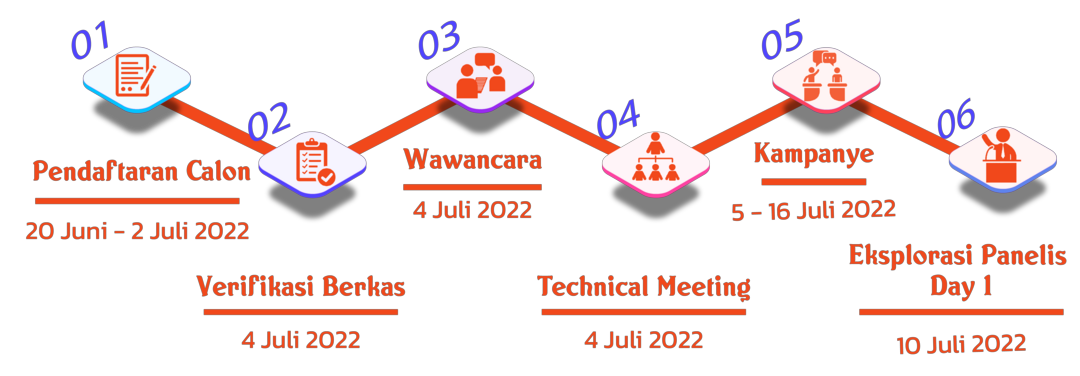 01
Pendaftaran Calon
20 Juni - 2 Juli 2022
02
Verifikasi Berkas
4 Juli 2022
03
Wawancara
4 Juli 2022
04
Technical Meeting
4 Juli 2022
05
Kampanye
5 - 16 Juli 2022
06
Eksplorasi Panelis
Day 1
10 Juli 2022